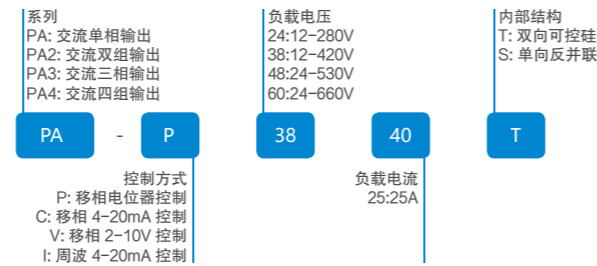 系列
PA: 交流单相输出
PA2: 交流双组输出
PA3: 交流三相输出
PA4: 交流四组输出
负载电压
24:12-280V
38:12-420V
48:24-530V
60:24-660V
内部结构
T: 双向可控硅
S: 单向反并联
PA - P 38 40 T
控制方式
P: 移相电位器控制
C: 移相 4-20mA 控制
V: 移相 2-10V 控制
I: 周波 4-20mA 控制
负载电流
25:25A